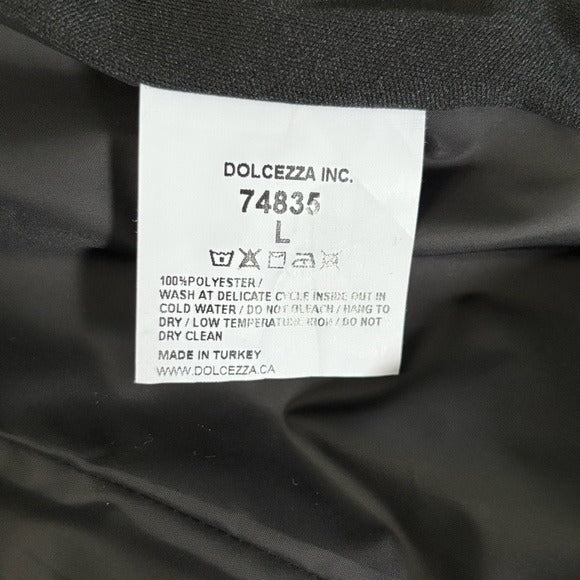 DOLCEZZA INC.
74835
L
100%POLYESTER /
WASH AT DELICATE CYCLE INSIDE OUT IN
COLD WATER / DO NOT BLEACH / HANG TO
DRY / LOW TEMPERATURE IRON / DO NOT
DRY CLEAN
MADE IN TURKEY
WWW.DOLCEZZA.CA